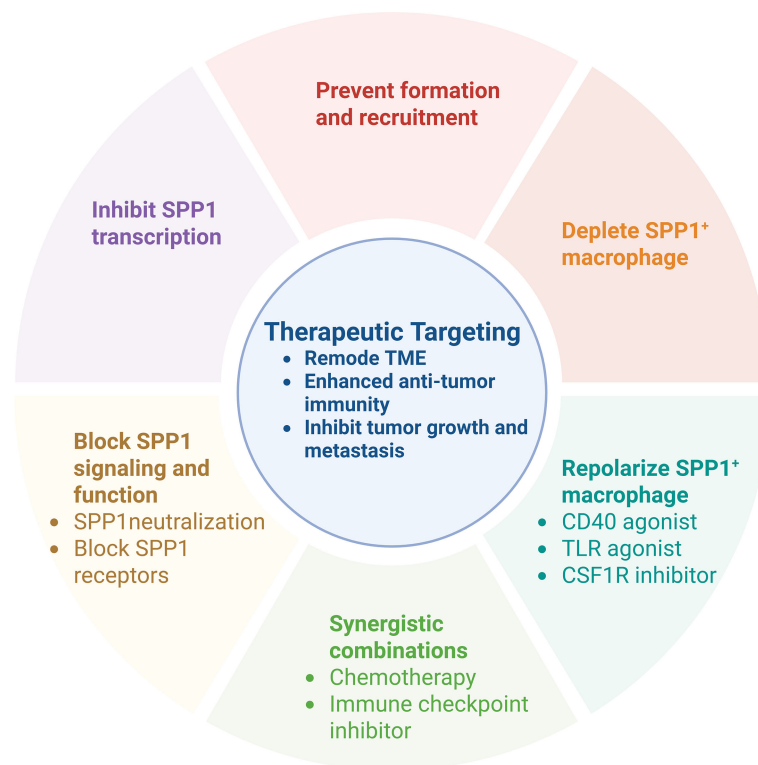 Prevent formation
and recruitment
Inhibit SPP1
transcription
Deplete SPP1⁺
macrophage
Therapeutic Targeting
• Remode TME
• Enhanced anti-tumor
immunity
• Inhibit tumor growth and
metastasis
Block SPP1
signaling and
function
• SPP1neutralization
• Block SPP1
receptors
Repolarize SPP1⁺
macrophage
• CD40 agonist
• TLR agonist
• CSF1R inhibitor
Synergistic
combinations
• Chemotherapy
• Immune checkpoint
inhibitor